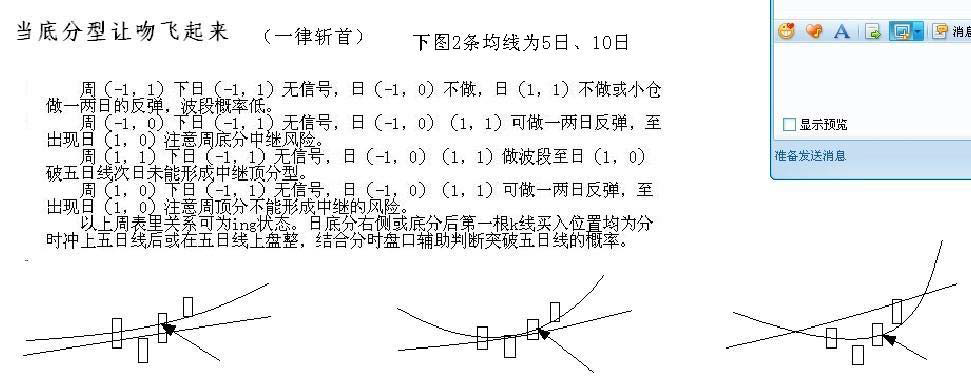 当底分型让吻飞起来 （一律斩首） 下图2条均线为5日、10日
周（-1，1）下日（-1，1）无信号，日（-1，0）不做，日（1，1）不做或小仓
做一两日的反弹，波段概率低。
周（-1，0）下日（-1，1）无信号，日（-1，0）（1，1）可做一两日反弹，至
出现日（1，0）注意周底分中继风险。
周（1，1）下日（-1，1）无信号，日（-1，0）（1，1）做波段至日（1，0）
破五日线次日未能形成中继顶分型。
周（1，0）下日（-1，1）无信号，日（-1，0）（1，1）可做一两日反弹，至
出现日（1，0）注意周顶分不能形成中继的风险。
以上周表里关系可为ing状态。日底分右侧或底分后第一根k线买入位置均为分
时冲上五日线后或在五日线上盘整，结合分时盘口辅助判断突破五日线的概率。
A 消息
显示预览
准备发送消息